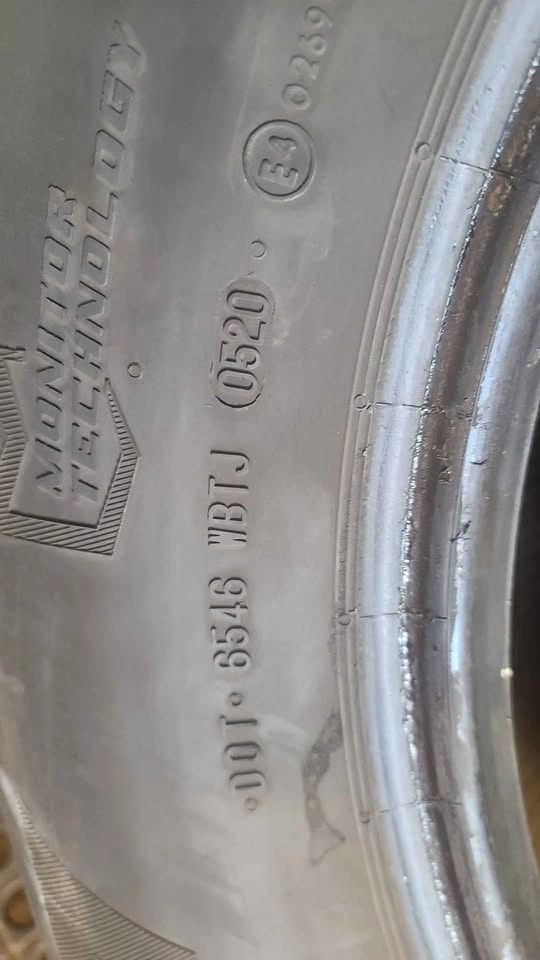 MONITOR
TECHNOLOGY
DOT 6546 WBTJ 0520
E4 0269